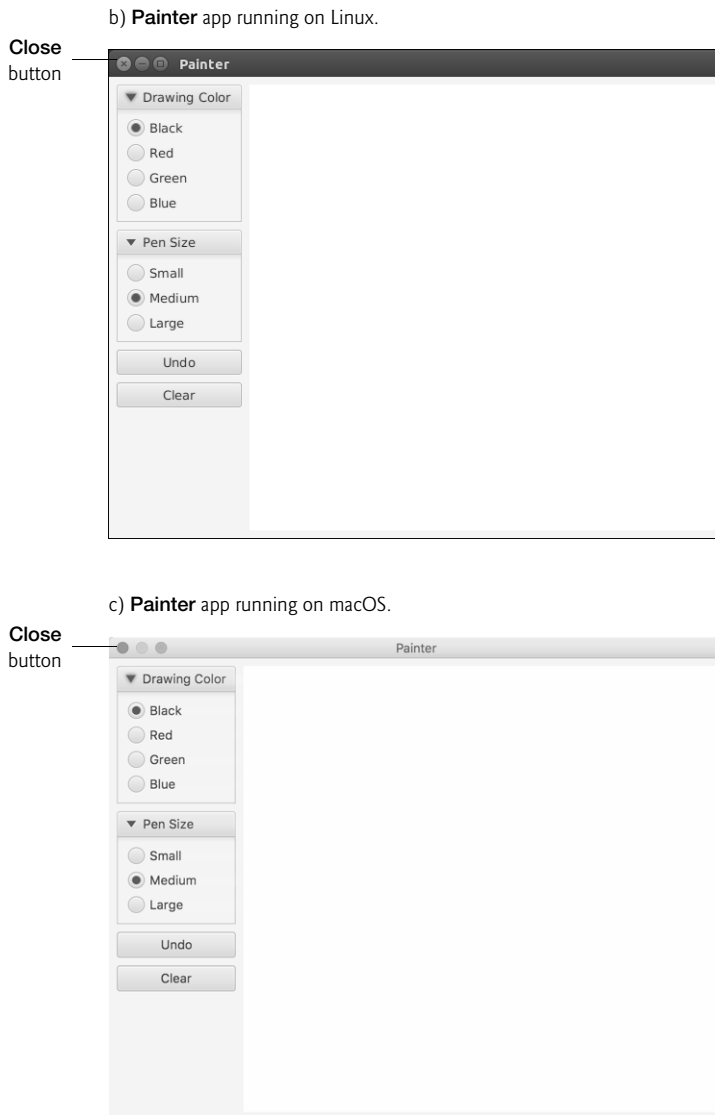 b) Painter app running on Linux.
Close
button
Painter
Drawing Color
Black
Red
Green
Blue
Pen Size
Small
Medium
Large
Undo
Clear
c) Painter app running on macOS.
Close
button
Painter
Drawing Color
Black
Red
Green
Blue
Pen Size
Small
Medium
Large
Undo
Clear